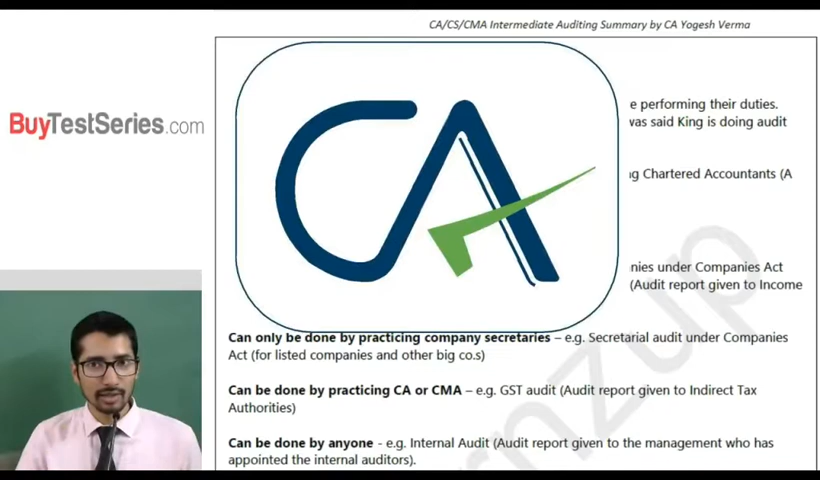 CA/CS/CMA Intermediate Auditing Summary by CA Yogesh Verma
BuyTestSeries.com
CA
e performing their duties.
was said King is doing audit
ng Chartered Accountants (A
nies under Companies Act
(Audit report given to Income
Can only be done by practicing company secretaries – e.g. Secretarial audit under Companies
Act (for listed companies and other big co.s)
Can be done by practicing CA or CMA – e.g. GST audit (Audit report given to Indirect Tax
Authorities)
Can be done by anyone - e.g. Internal Audit (Audit report given to the management who has
appointed the internal auditors).